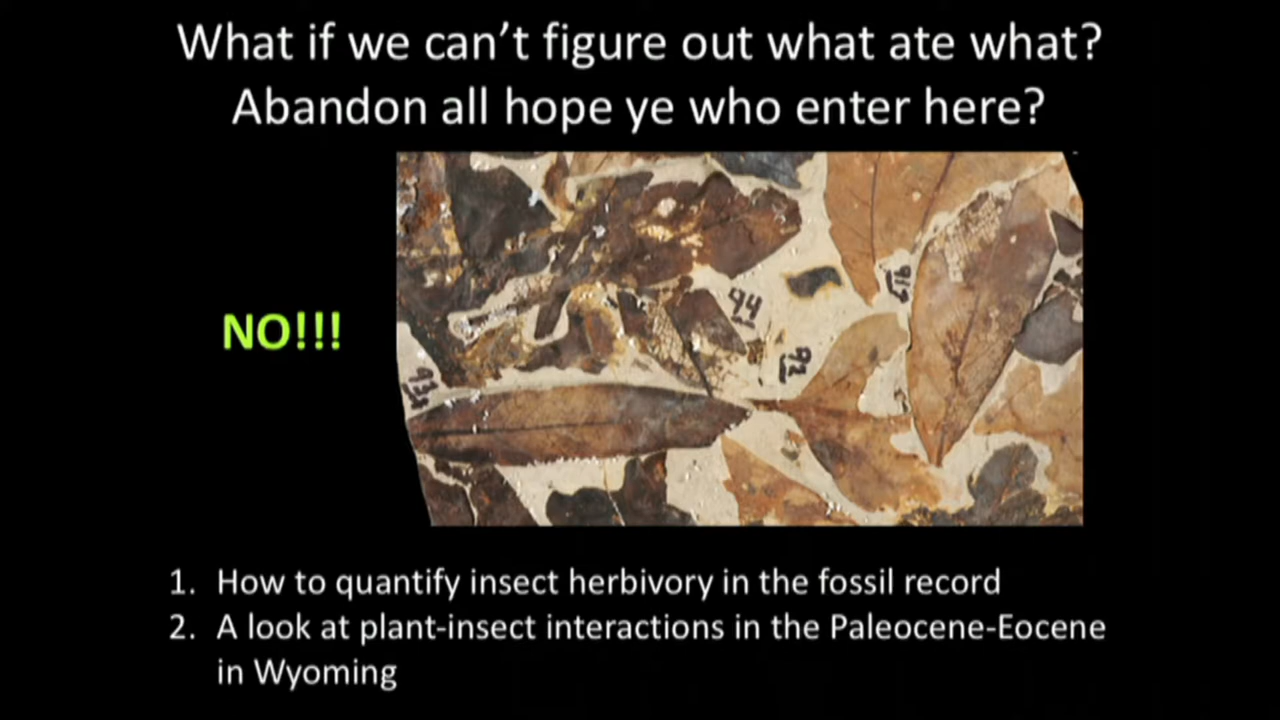 What if we can't figure out what ate what?
Abandon all hope ye who enter here?
NO!!!
94
92
1. How to quantify insect herbivory in the fossil record
2. A look at plant-insect interactions in the Paleocene-Eocene
in Wyoming